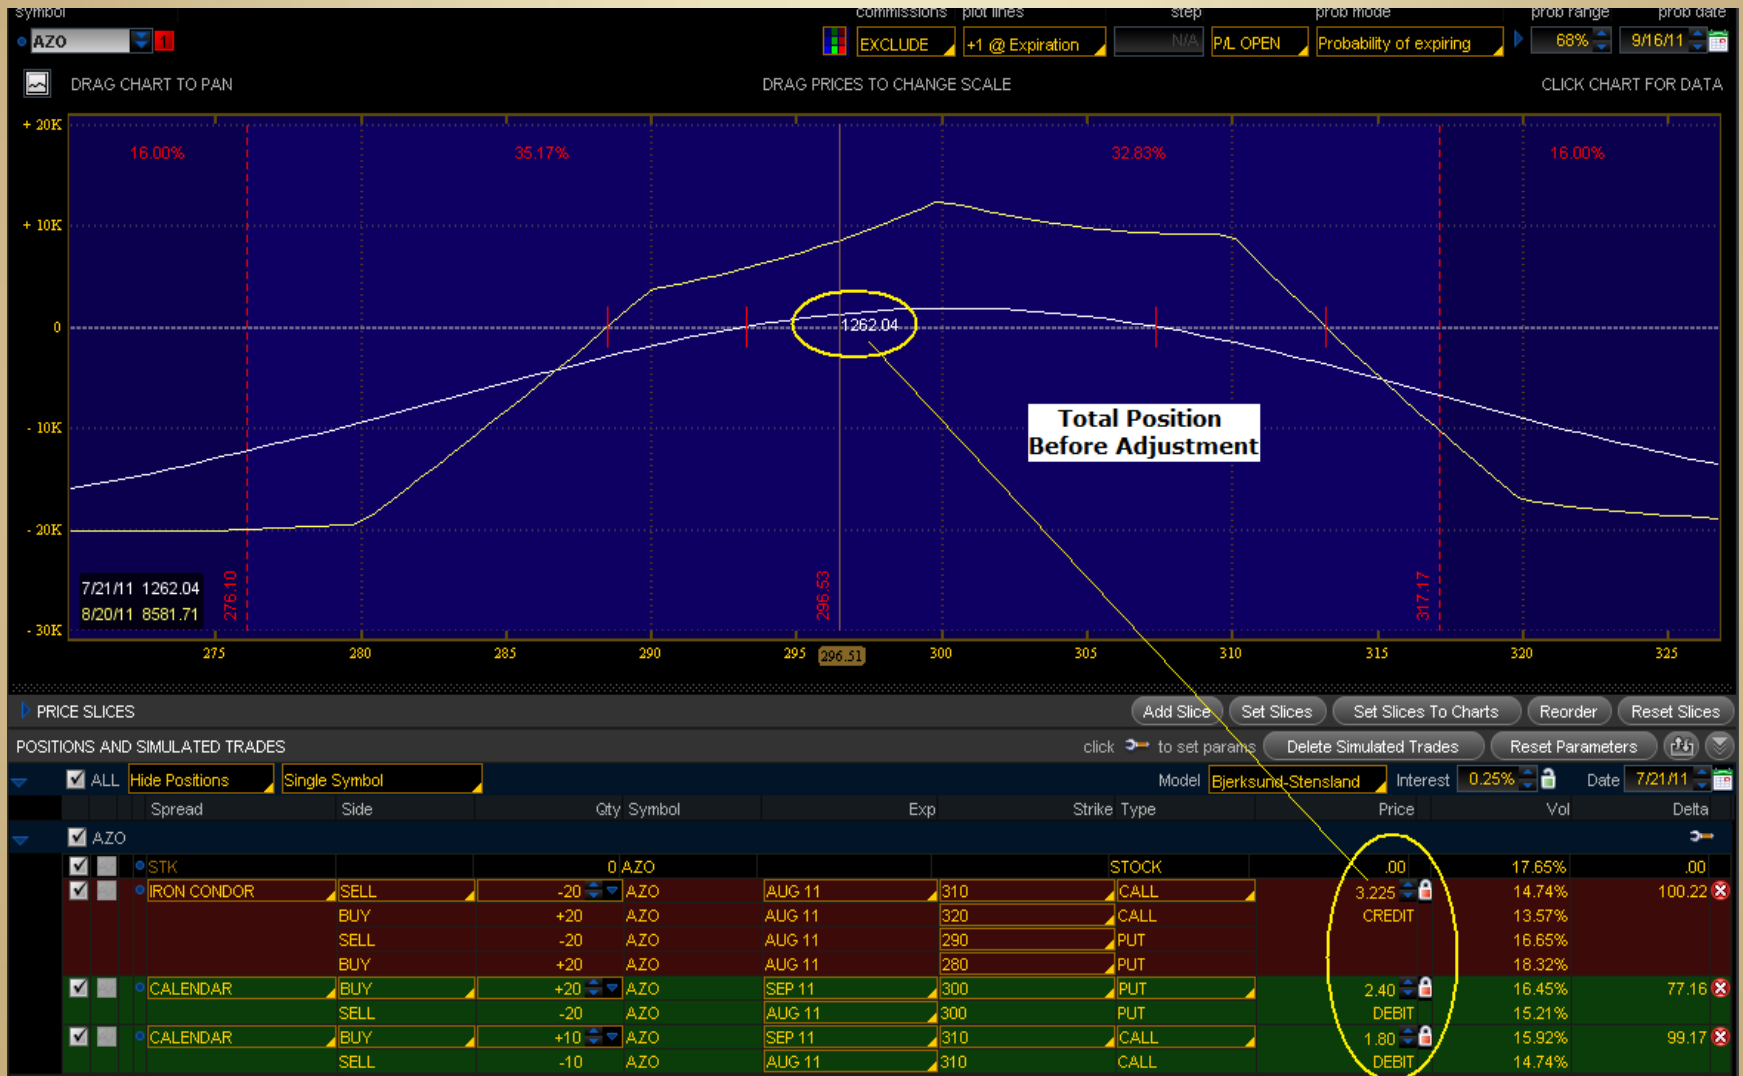 symbol commissions plot lines step prob mode prob range prob date
AZO 1 EXCLUDE +1 @ Expiration N/A P/L OPEN Probability of expiring 68% 9/16/11
DRAG CHART TO PAN DRAG PRICES TO CHANGE SCALE CLICK CHART FOR DATA
+ 20K
16.00% 35.17% 32.83% 16.00%
+ 10K
0 1262.04
Total Position
Before Adjustment
- 10K
- 20K
7/21/11 1262.04
8/20/11 8581.71
276.10 296.53 317.17
- 30K
275 280 285 290 295 296.51 300 305 310 315 320 325
PRICE SLICES Add Slice Set Slices Set Slices To Charts Reorder Reset Slices
POSITIONS AND SIMULATED TRADES click to set params Delete Simulated Trades Reset Parameters
ALL Hide Positions Single Symbol Model Bjerksund-Stensland Interest 0.25% Date 7/21/11
Spread Side Qty Symbol Exp Strike Type Price Vol Delta
AZO
STK 0 AZO STOCK .00 17.65% .00
IRON CONDOR SELL -20 AZO AUG 11 310 CALL 3.225 14.74% 100.22
BUY +20 AZO AUG 11 320 CALL CREDIT 13.57%
SELL -20 AZO AUG 11 290 PUT 16.65%
BUY +20 AZO AUG 11 280 PUT 18.32%
CALENDAR BUY +20 AZO SEP 11 300 PUT 2.40 16.45% 77.16
SELL -20 AZO AUG 11 300 PUT DEBIT 15.21%
CALENDAR BUY +10 AZO SEP 11 310 CALL 1.80 15.92% 99.17
SELL -10 AZO AUG 11 310 CALL DEBIT 14.74%